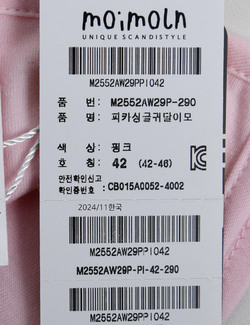 moimoln
UNIQUE SCANDISTYLE
M2552AW29PPI042
품 번: M2552AW29P-290
품 명: 피카싱글귀달이모
색 상: 핑크
호 칭: 42 (42-46)
안전확인신고
확인증번호 : CB015A0052-4002
2024/11한국
M2552AW29PPI042
M2552AW29P-PI-42-290
M2552AW29PPI042